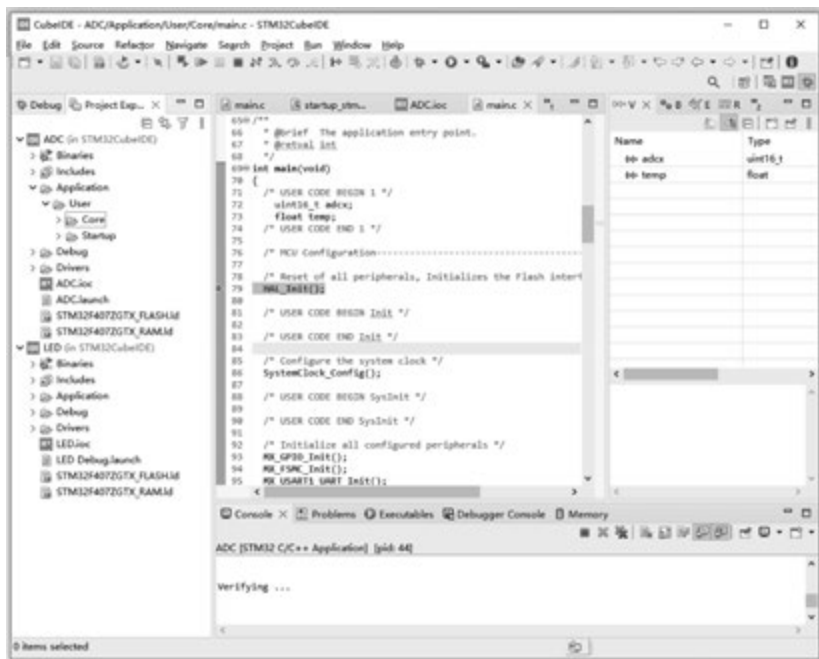 CubeIDE - ADC/Application/User/Core/main.c - STM32CubeIDE
File Edit Source Refactor Navigate Search Project Run Window Help
Debug Project Exp...
ADC (in STM32CubeIDE)
Binaries
Includes
Application
User
Core
Startup
Debug
Drivers
ADC.ioc
ADC.launch
STM32F407ZGTX_FLASH.ld
STM32F407ZGTX_RAM.ld
LED (in STM32CubeIDE)
Binaries
Includes
Application
Debug
Drivers
LED.ioc
LED Debug.launch
STM32F407ZGTX_FLASH.ld
STM32F407ZGTX_RAM.ld
main.c startup_stm... ADC.ioc main.c
65 /**
66 * @brief The application entry point.
67 * @retval int
68 */
69 int main(void)
70 {
71 /* USER CODE BEGIN 1 */
72 uint16_t adcx;
73 float temp;
74 /* USER CODE END 1 */
75
76 /* MCU Configuration----------------------------------------
77
78 /* Reset of all peripherals, Initializes the Flash interf
79 HAL_Init();
80
81 /* USER CODE BEGIN Init */
82
83 /* USER CODE END Init */
84
85 /* Configure the system clock */
86 SystemClock_Config();
87
88 /* USER CODE BEGIN SysInit */
89
90 /* USER CODE END SysInit */
91
92 /* Initialize all configured peripherals */
93 MX_GPIO_Init();
94 MX_FSMC_Init();
95 MX_USART1_UART_Init();
Name Type
adcx uint16_t
temp float
Console Problems Executables Debugger Console Memory
ADC [STM32 C/C++ Application] [pid: 44]
Verifying ...
0 items selected